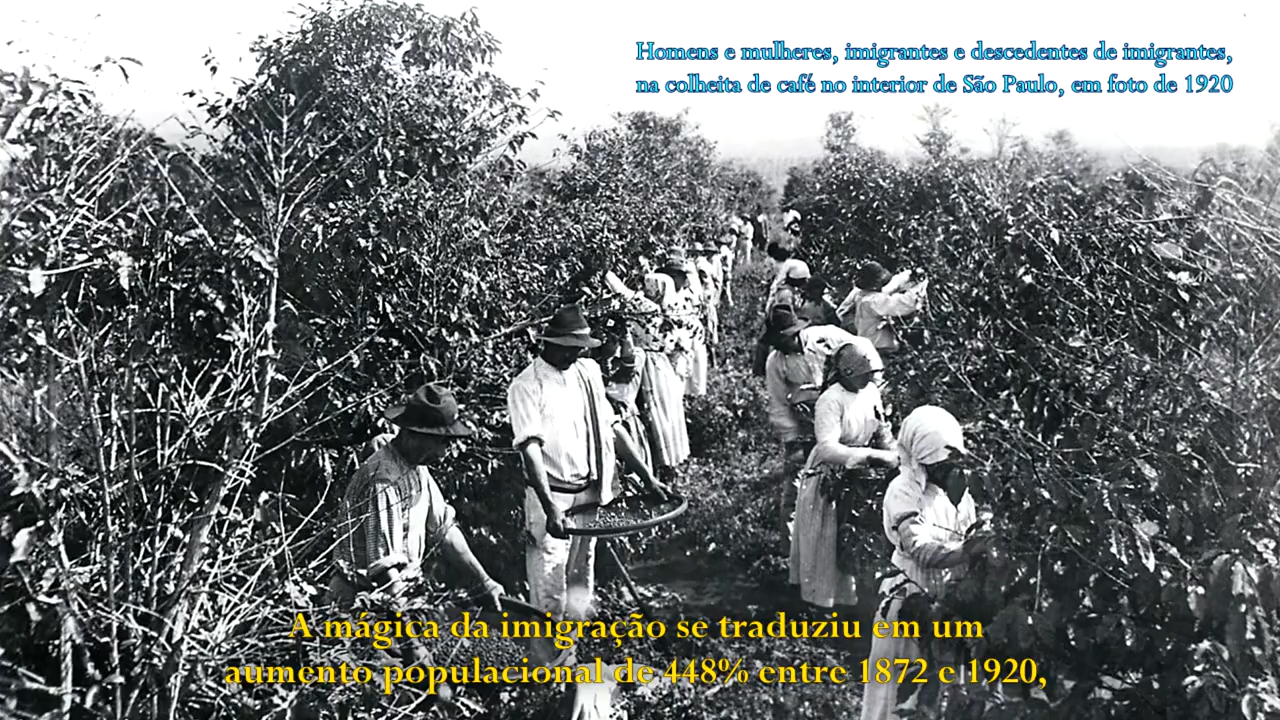 Homens e mulheres, imigrantes e descedentes de imigrantes,
na colheita de café no interior de São Paulo, em foto de 1920
A mágica da imigração se traduziu em um
aumento populacional de 448% entre 1872 e 1920,